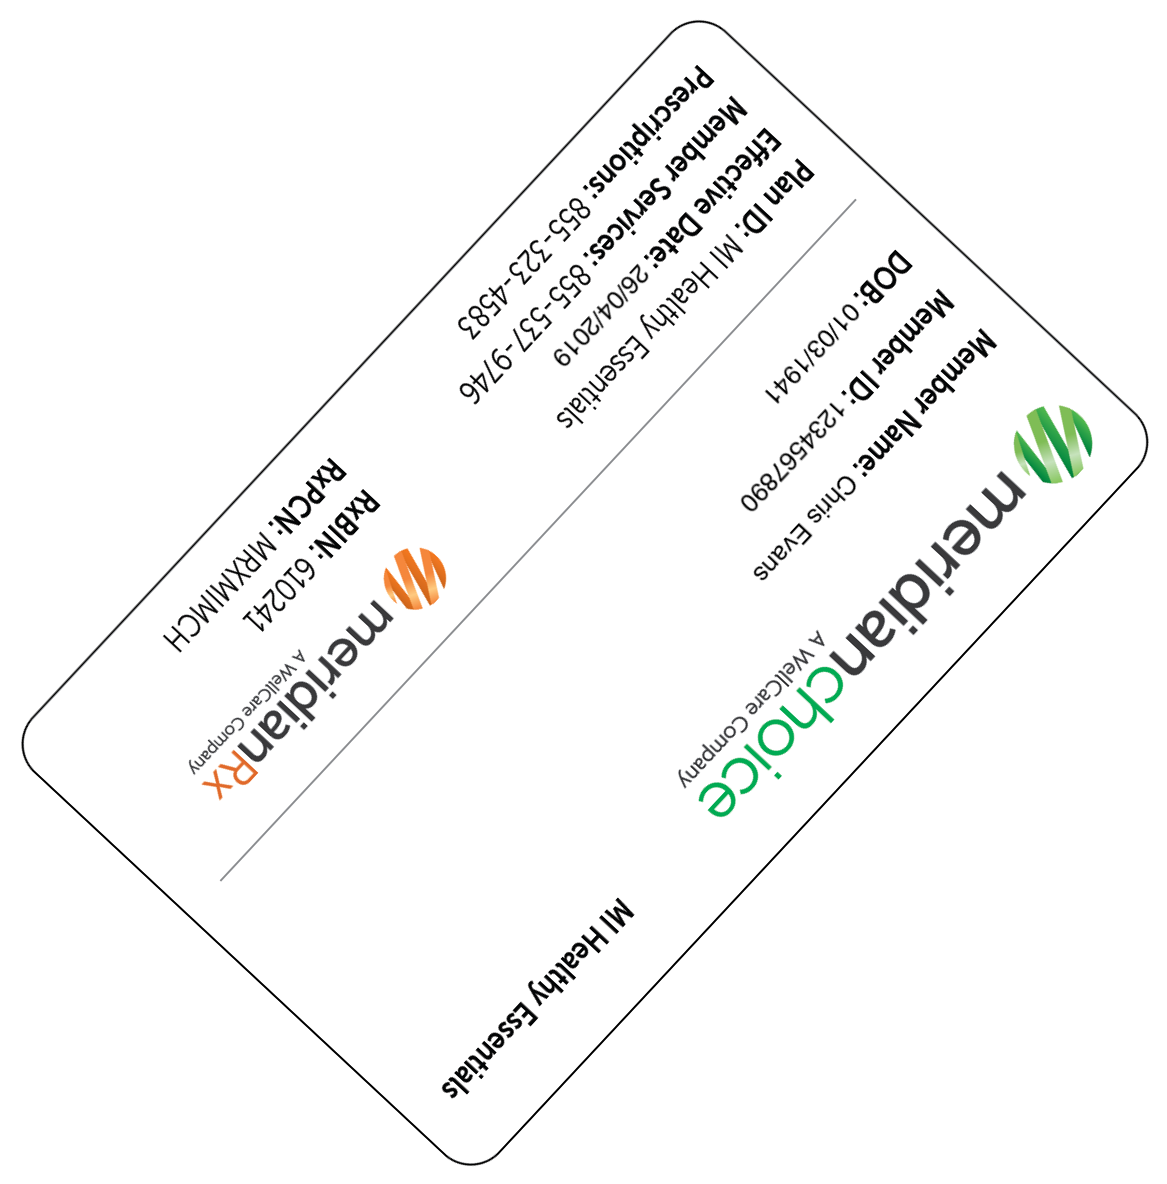 meridianchoice
A WellCare Company
MI Healthy Essentials
Member Name: Chris Evans
Member ID: 1234567890
DOB: 01/03/1941
Plan ID: MI Healthy Essentials
Effective Date: 26/04/2019
Member Services: 855-537-9746
Prescriptions: 855-323-4583
meridianRx
A WellCare Company
RxBIN: 610241
RxPCN: MRXMIMCH